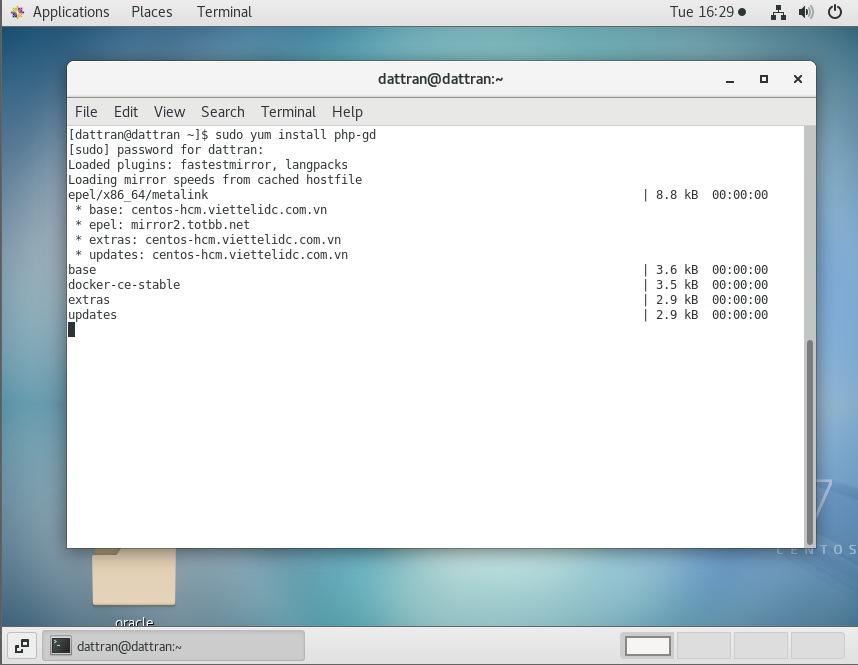 Applications Places Terminal Tue 16:29
dattran@dattran:~
File Edit View Search Terminal Help
[dattran@dattran ~]$ sudo yum install php-gd
[sudo] password for dattran:
Loaded plugins: fastestmirror, langpacks
Loading mirror speeds from cached hostfile
epel/x86_64/metalink | 8.8 kB 00:00:00
* base: centos-hcm.viettelidc.com.vn
* epel: mirror2.totbb.net
* extras: centos-hcm.viettelidc.com.vn
* updates: centos-hcm.viettelidc.com.vn
base | 3.6 kB 00:00:00
docker-ce-stable | 3.5 kB 00:00:00
extras | 2.9 kB 00:00:00
updates | 2.9 kB 00:00:00
7
CENTOS
oracle
dattran@dattran:~